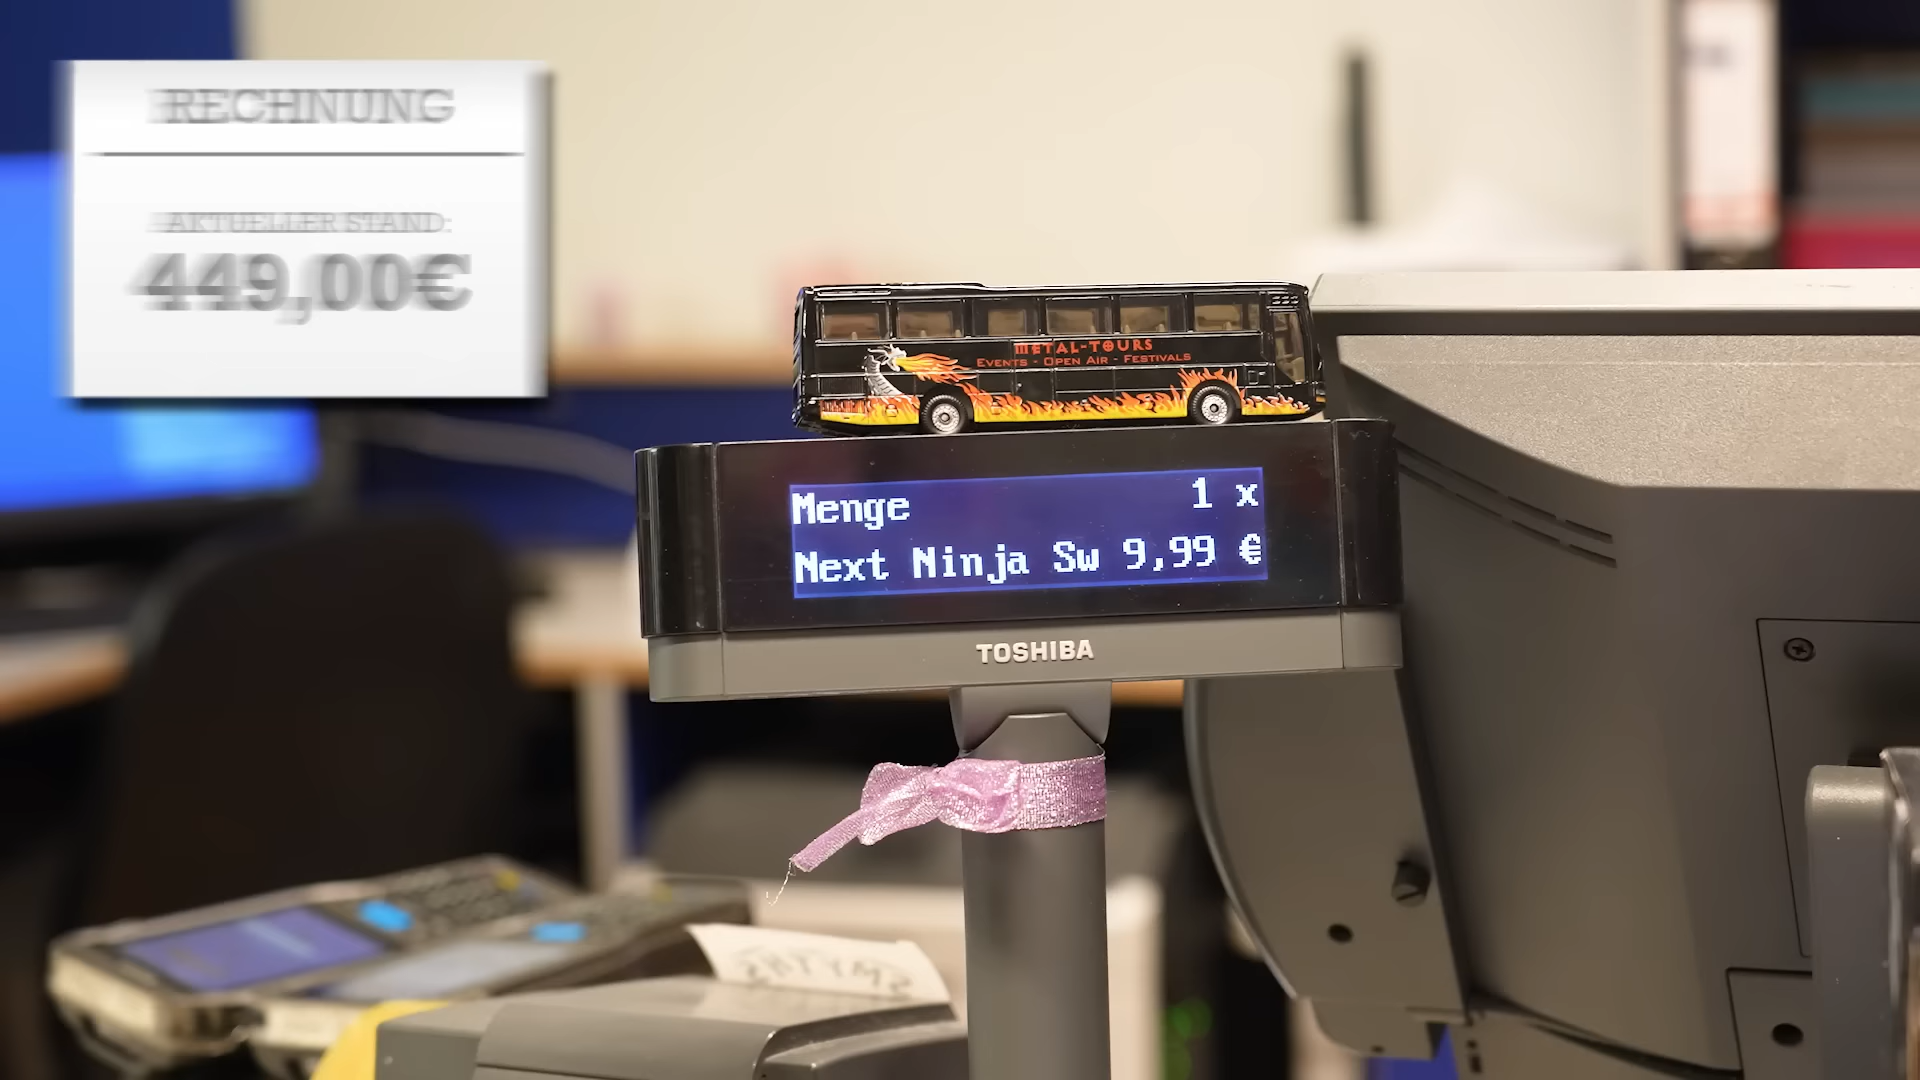 RECHNUNG
AKTUELLER STAND:
449,00€
METAL-TOURS
EVENTS - OPEN AIR - FESTIVALS
Menge 1 x
Next Ninja Sw 9,99 €
TOSHIBA